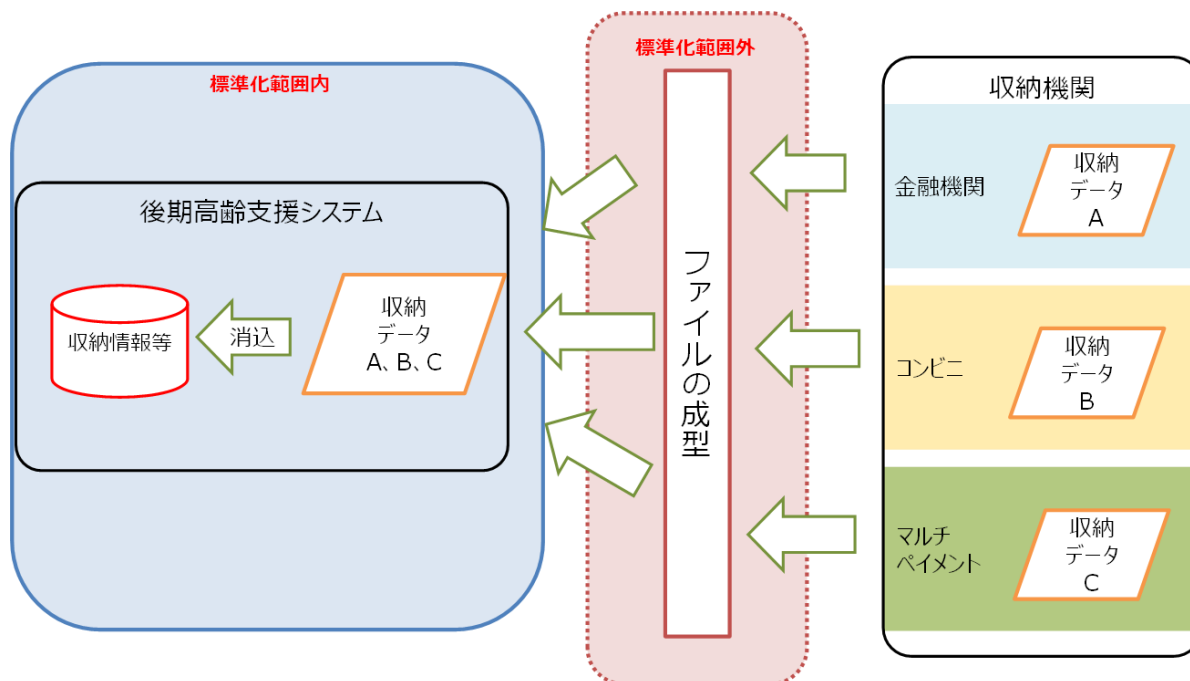 標準化範囲内
後期高齢支援システム
収納情報等
消込
収納
データ
A、B、C
標準化範囲外
ファイルの成型
収納機関
金融機関
収納
データ
A
コンビニ
収納
データ
B
マルチ
ペイメント
収納
データ
C